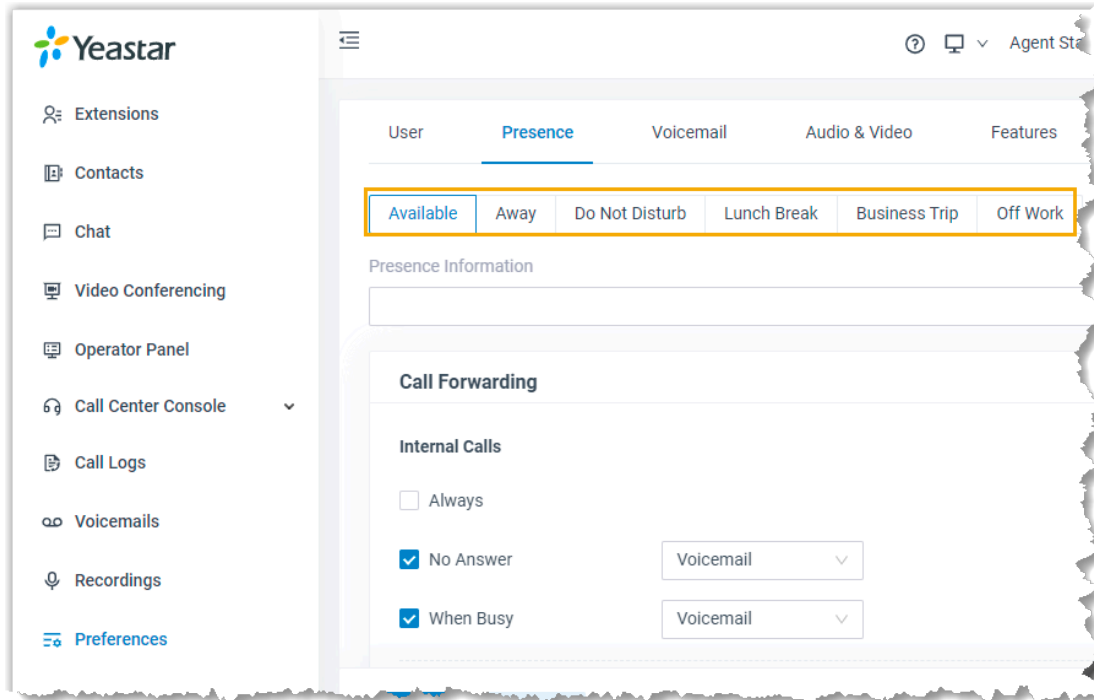 Yeastar
Agent Sta
Extensions
Contacts
Chat
Video Conferencing
Operator Panel
Call Center Console
Call Logs
Voicemails
Recordings
Preferences
User Presence Voicemail Audio & Video Features
Available Away Do Not Disturb Lunch Break Business Trip Off Work
Presence Information
Call Forwarding
Internal Calls
Always
No Answer Voicemail
When Busy Voicemail